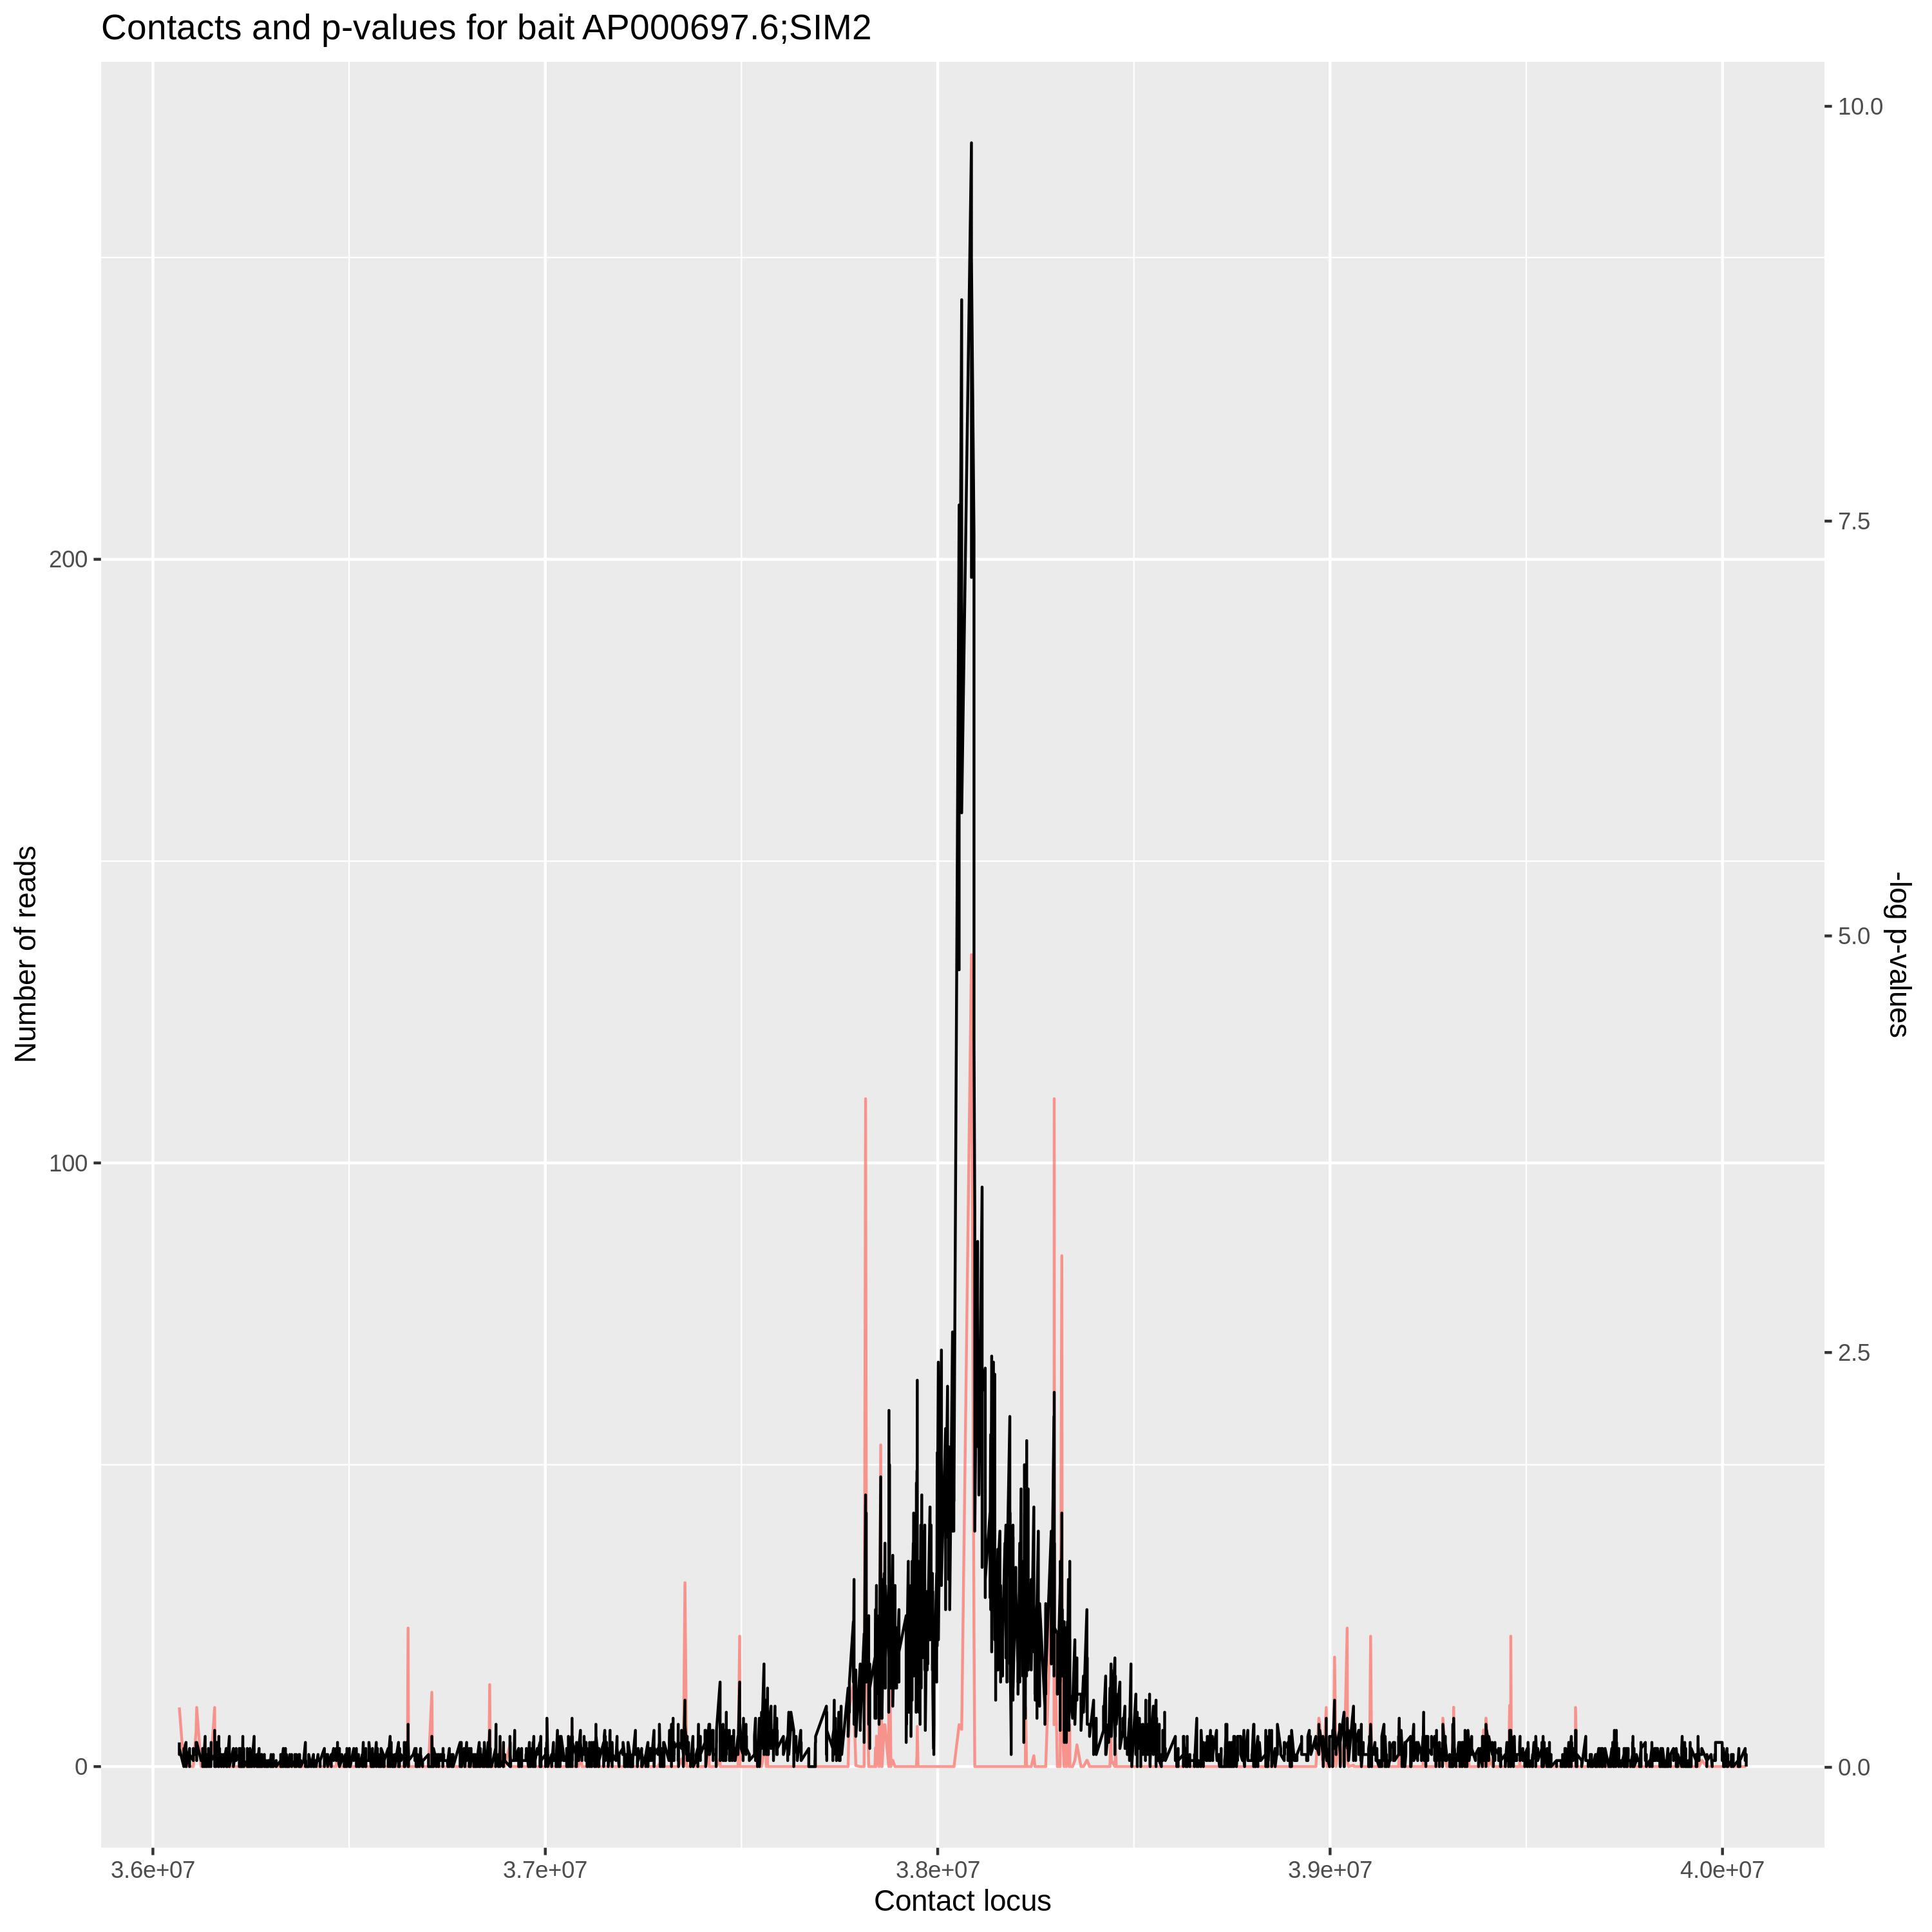 Contacts and p-values for bait AP000697.6;SIM2
Number of reads
200
100
0
10.0
7.5
5.0
2.5
0.0
-log p-values
3.6e+07
3.7e+07
3.8e+07
3.9e+07
4.0e+07
Contact locus